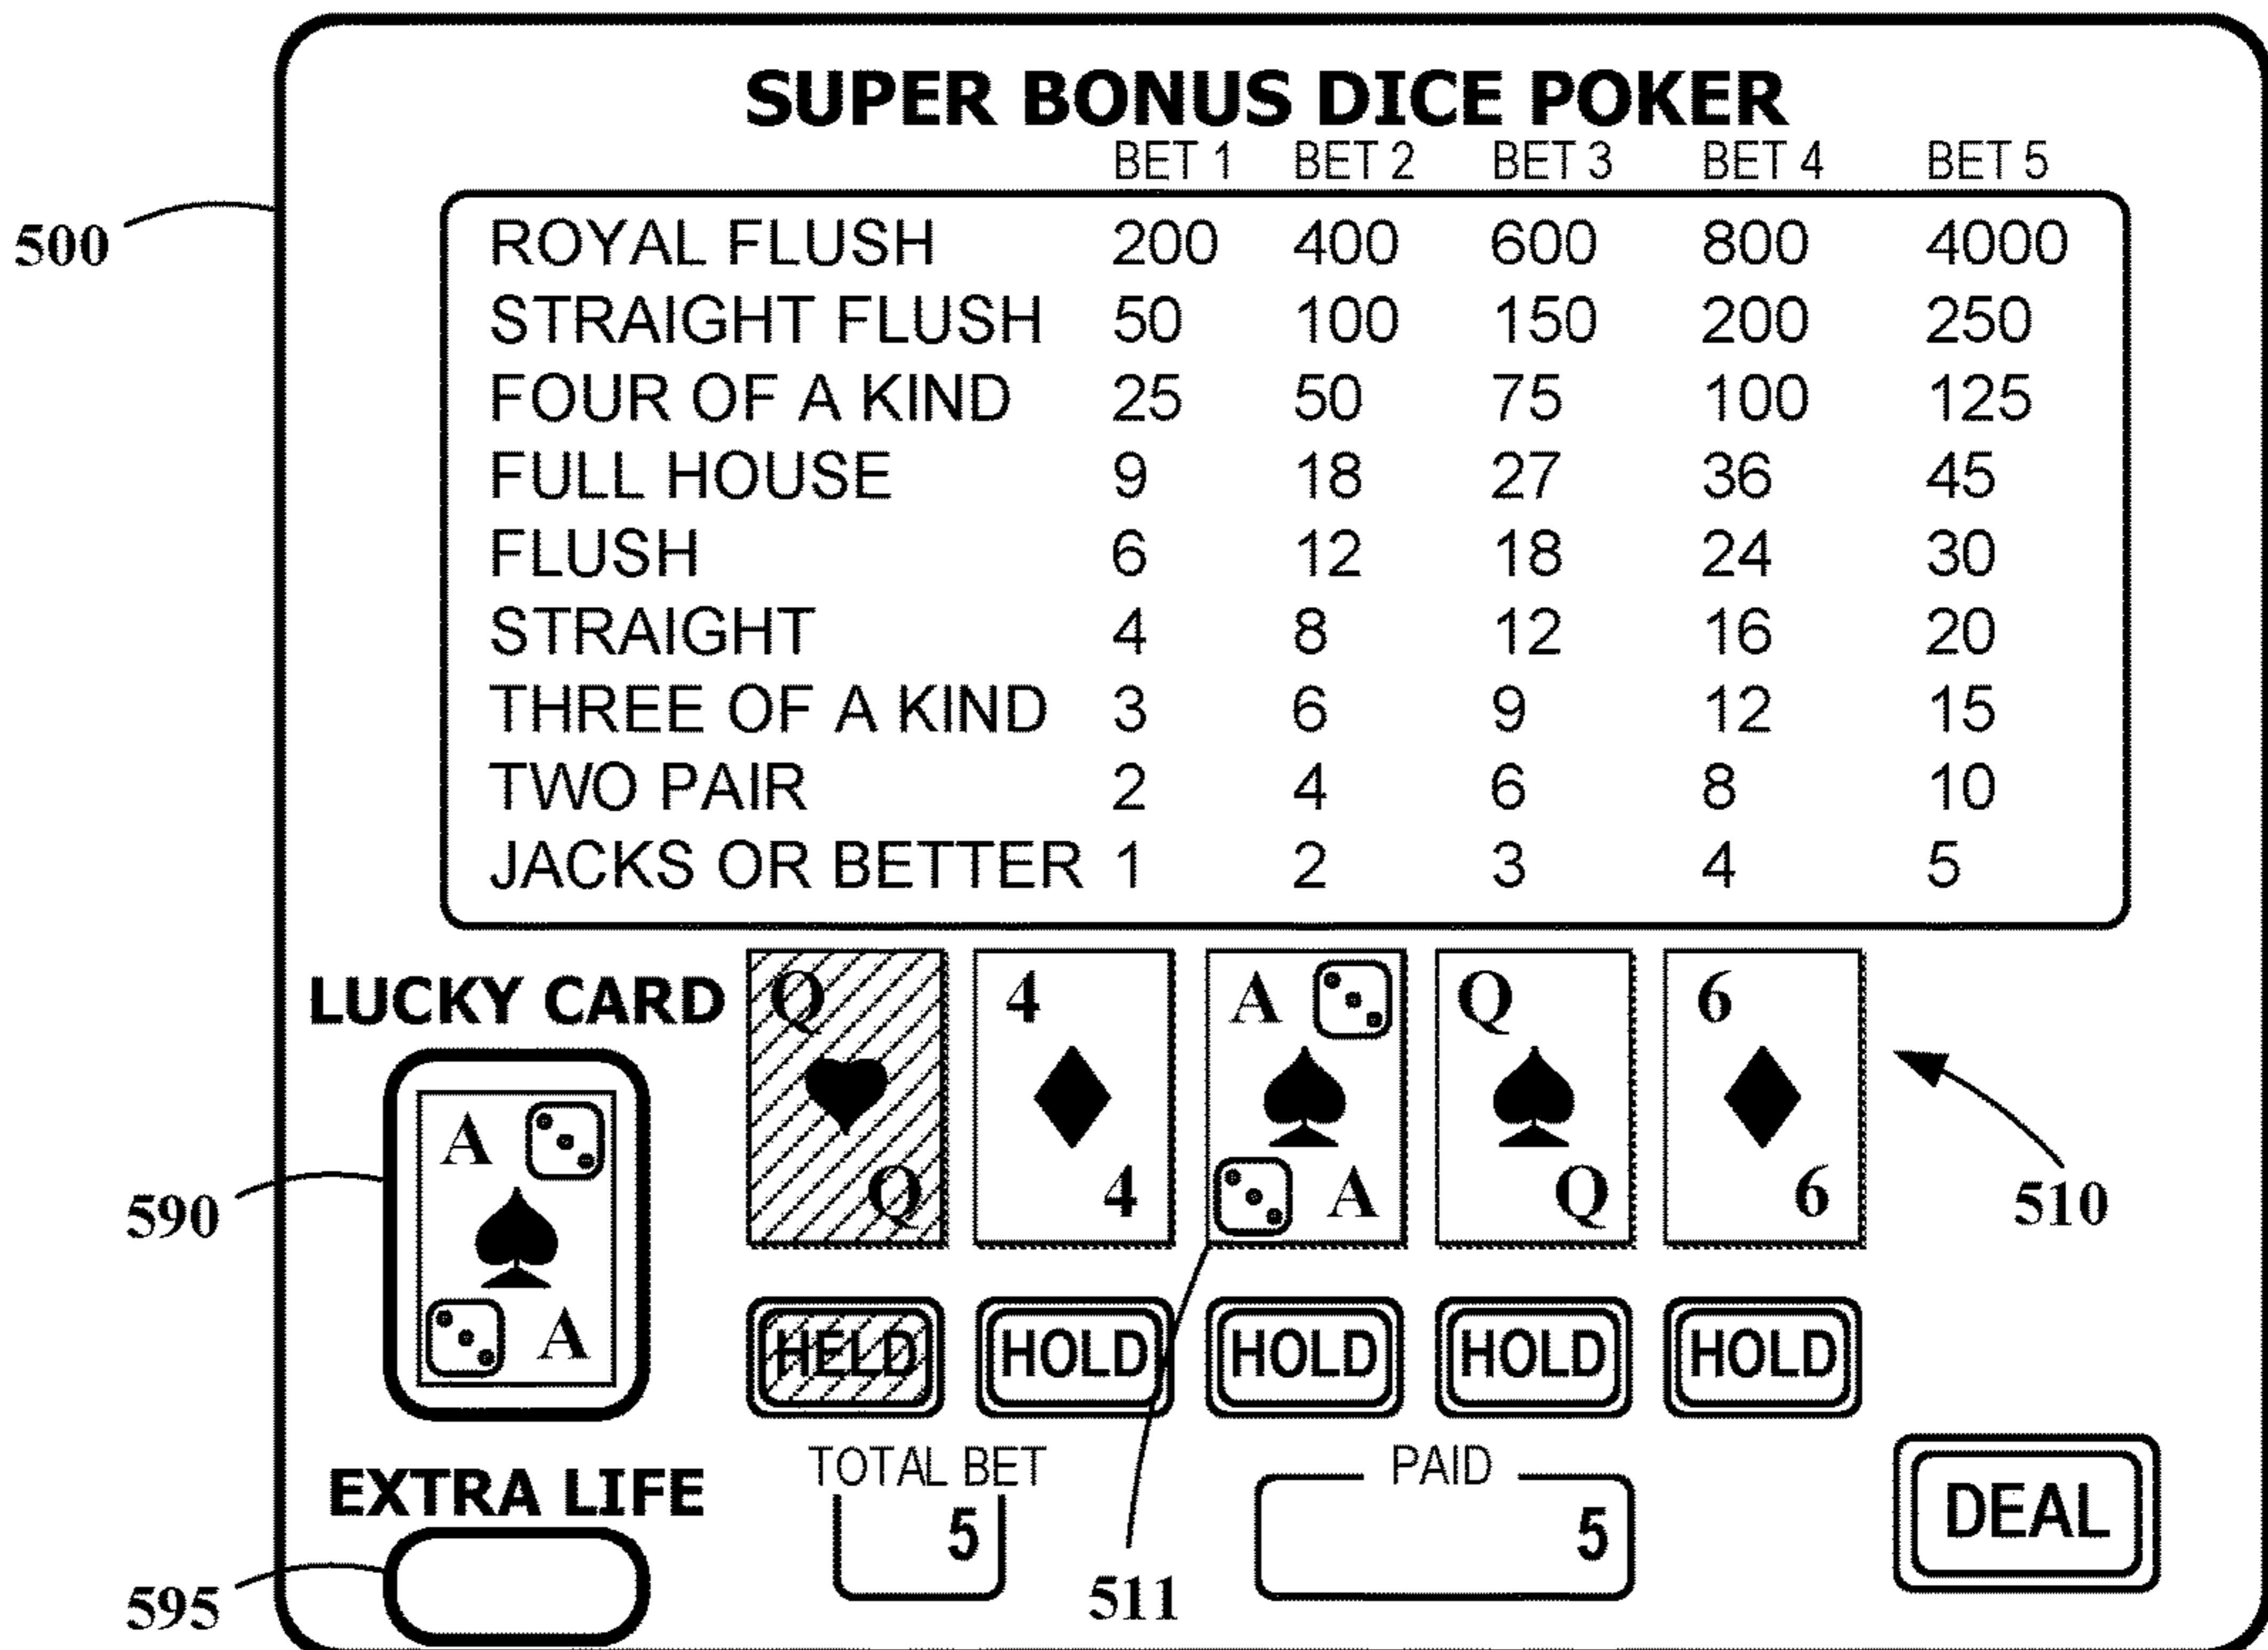 SUPER BONUS DICE POKER
BET 1 BET 2 BET 3 BET 4 BET 5
500
ROYAL FLUSH 200 400 600 800 4000
STRAIGHT FLUSH 50 100 150 200 250
FOUR OF A KIND 25 50 75 100 125
FULL HOUSE 9 18 27 36 45
FLUSH 6 12 18 24 30
STRAIGHT 4 8 12 16 20
THREE OF A KIND 3 6 9 12 15
TWO PAIR 2 4 6 8 10
JACKS OR BETTER 1 2 3 4 5
LUCKY CARD
Q 4 A Q 6
Q 4 A Q 6
510
A
A
590
HELD HOLD HOLD HOLD HOLD
EXTRA LIFE
TOTAL BET PAID
5 5
DEAL
595
511